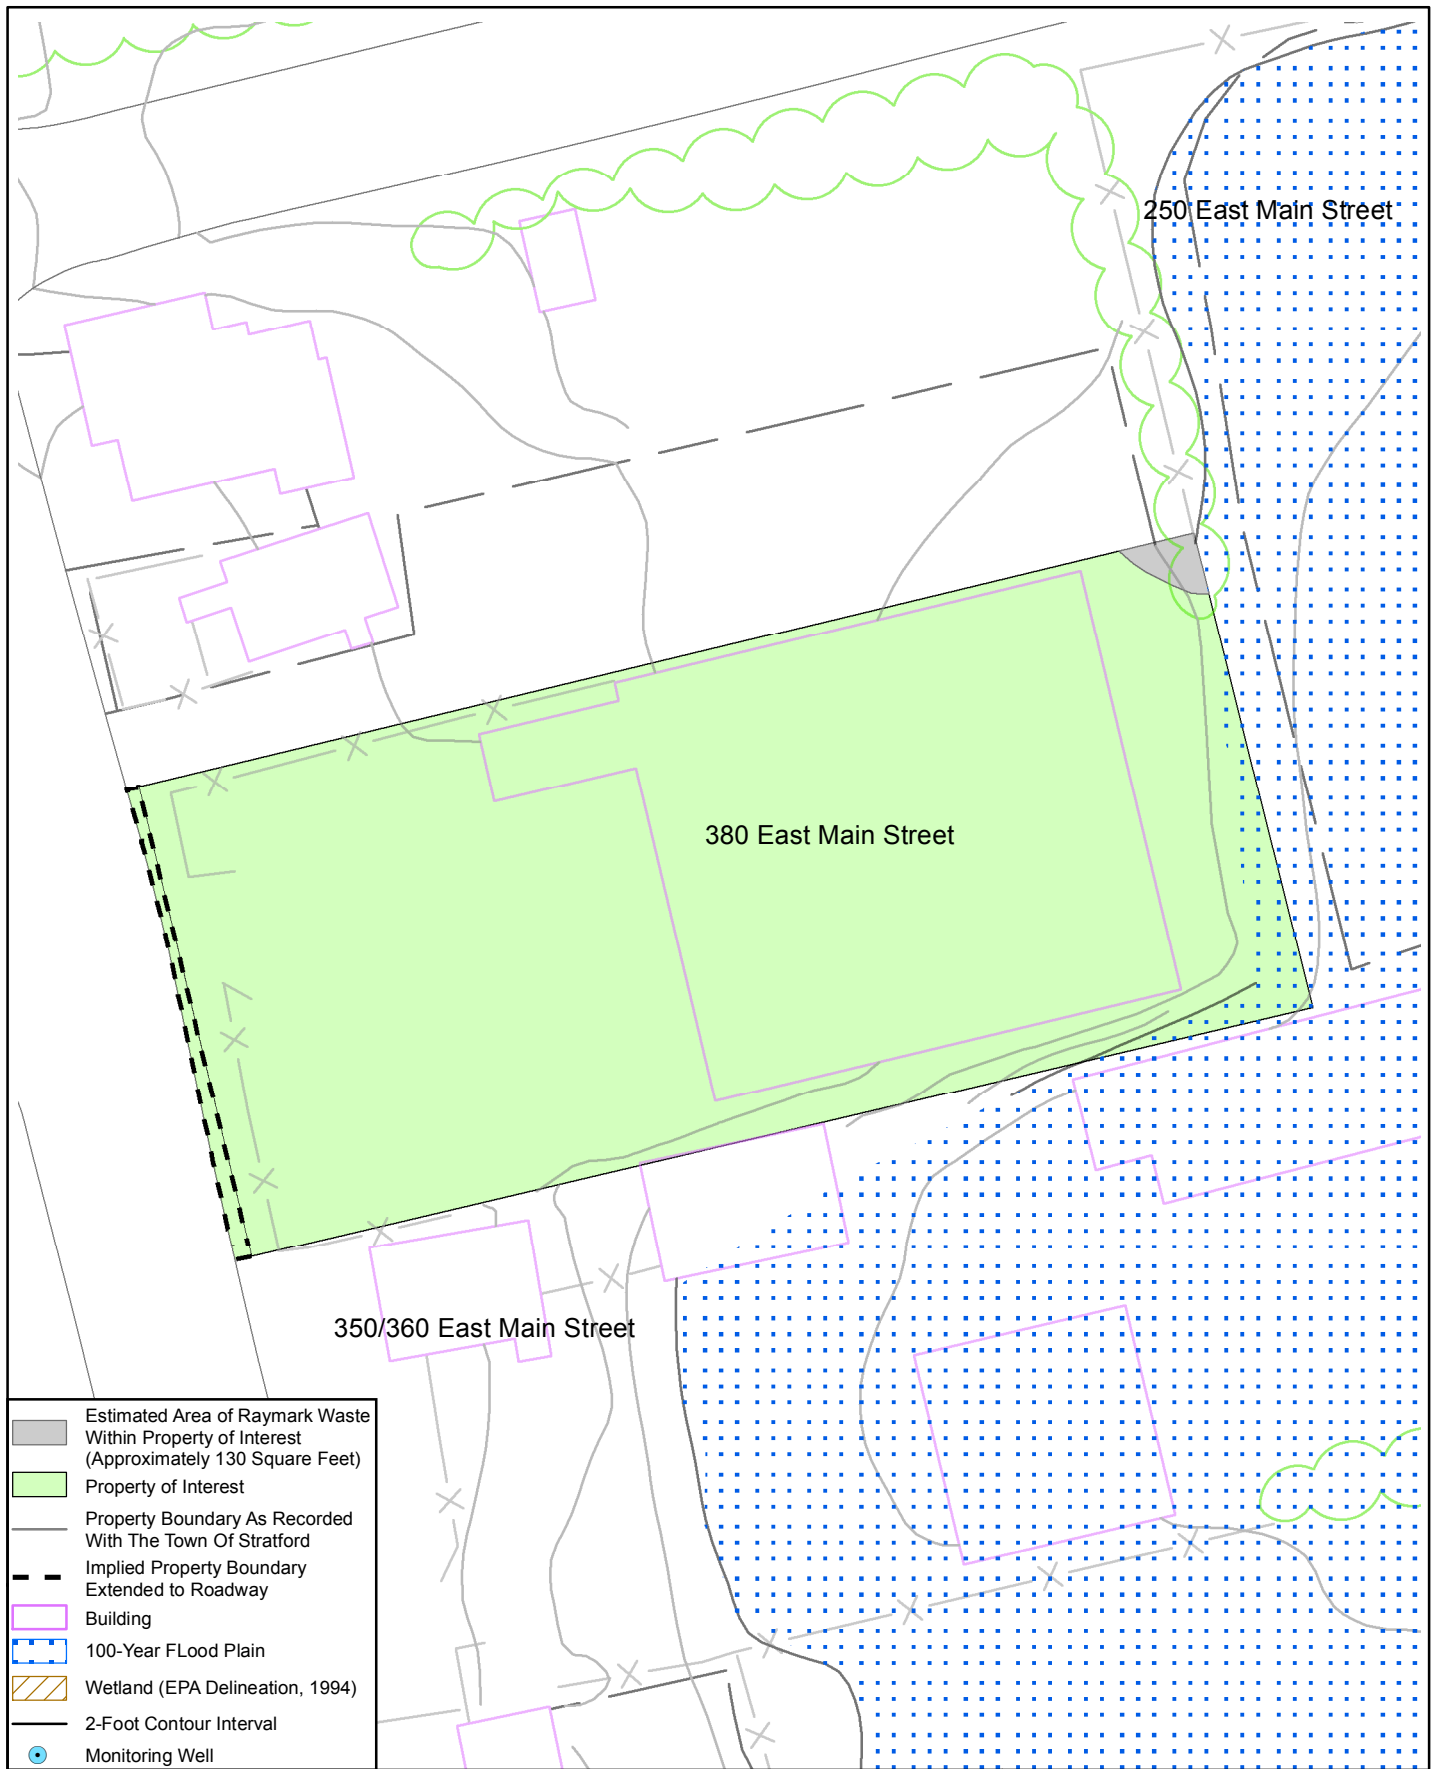 250 East Main Street
380 East Main Street
350/360 East Main Street
Estimated Area of Raymark Waste
Within Property of Interest
(Approximately 130 Square Feet)
Property of Interest
Property Boundary As Recorded
With The Town Of Stratford
Implied Property Boundary
Extended to Roadway
Building
100-Year FLood Plain
Wetland (EPA Delineation, 1994)
2-Foot Contour Interval
Monitoring Well